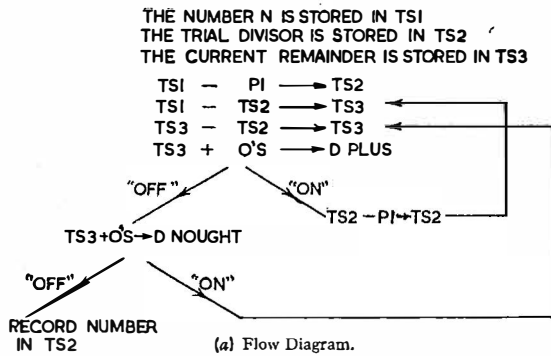 THE NUMBER N IS STORED IN TS1
THE TRIAL DIVISOR IS STORED IN TS2
THE CURRENT REMAINDER IS STORED IN TS3
TS1 − P1 → TS2
TS1 − TS2 → TS3
TS3 − TS2 → TS3
TS3 + O'S → D PLUS
"OFF" "ON"
TS2 − P1 → TS2
TS3 + O'S → D NOUGHT
"OFF" "ON"
RECORD NUMBER
IN TS2
(a) Flow Diagram.